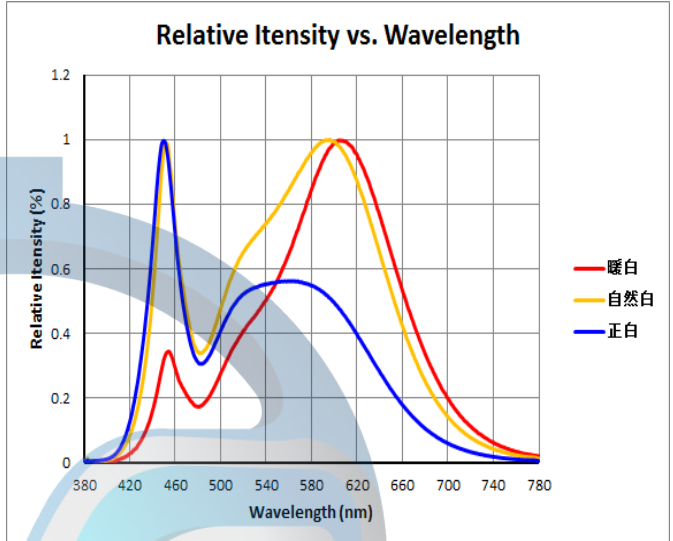 Relative Itensity vs. Wavelength
1.2
1
0.8
0.6
0.4
0.2
0
Relative Itensity (%)
380 420 460 500 540 580 620 660 700 740 780
Wavelength (nm)
暖白
自然白
正白